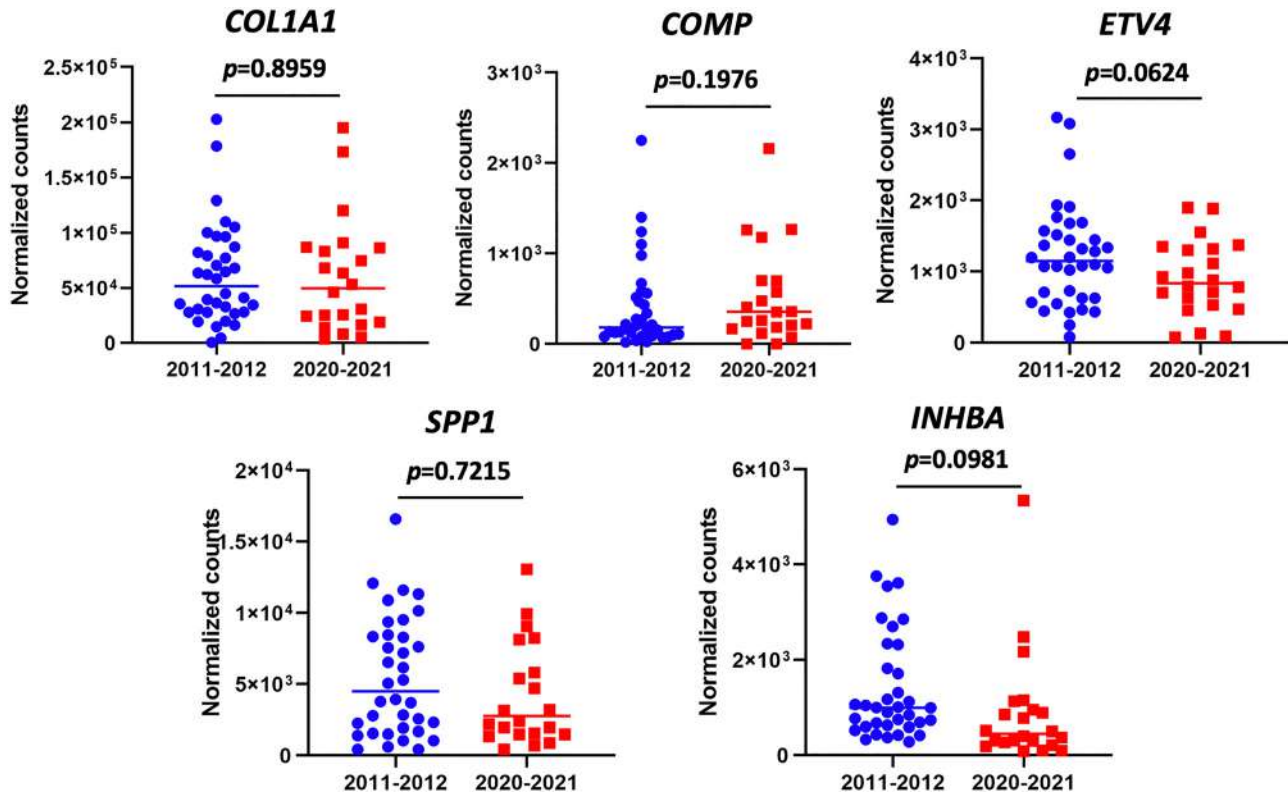 COL1A1
p=0.8959
Normalized counts
2.5×10⁵
2×10⁵
1.5×10⁵
1×10⁵
5×10⁴
0
2011-2012 2020-2021
COMP
p=0.1976
Normalized counts
3×10³
2×10³
1×10³
0
2011-2012 2020-2021
ETV4
p=0.0624
Normalized counts
4×10³
3×10³
2×10³
1×10³
0
2011-2012 2020-2021
SPP1
p=0.7215
Normalized counts
2×10⁴
1.5×10⁴
1×10⁴
5×10³
0
2011-2012 2020-2021
INHBA
p=0.0981
Normalized counts
6×10³
4×10³
2×10³
0
2011-2012 2020-2021